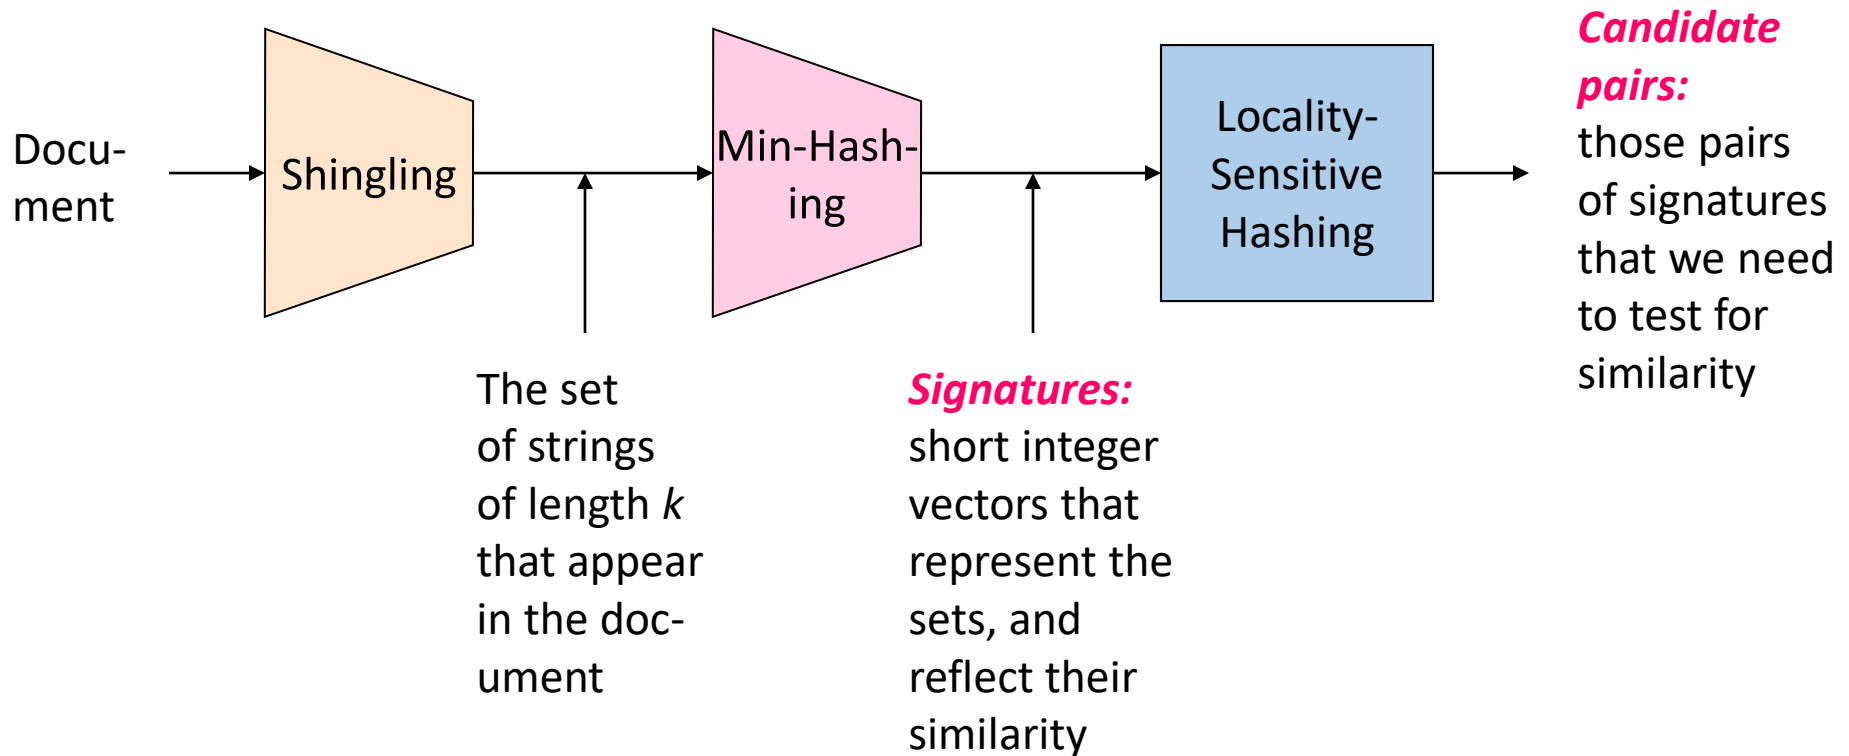 Docu-
ment
Shingling
The set
of strings
of length k
that appear
in the doc-
ument
Min-Hash-
ing
Signatures:
short integer
vectors that
represent the
sets, and
reflect their
similarity
Locality-
Sensitive
Hashing
Candidate
pairs:
those pairs
of signatures
that we need
to test for
similarity